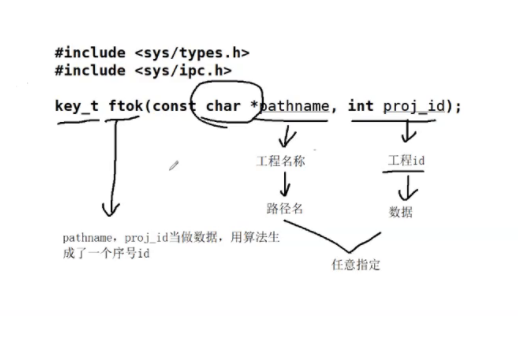 #include <sys/types.h>
#include <sys/ipc.h>
key_t ftok(const char *pathname, int proj_id);
工程名称
工程id
路径名
数据
pathname，proj_id当做数据，用算法生
成了一个序号id
任意指定